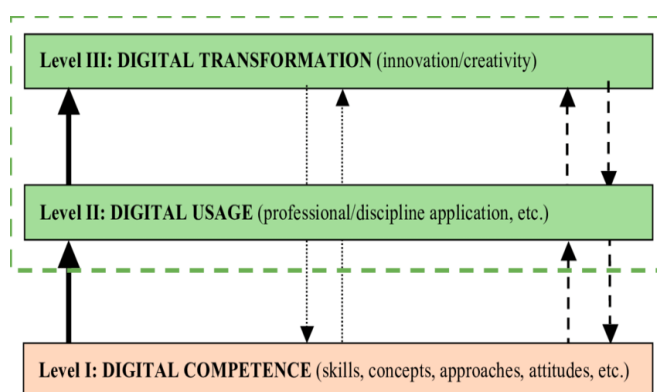 Level III: DIGITAL TRANSFORMATION (innovation/creativity)
Level II: DIGITAL USAGE (professional/discipline application, etc.)
Level I: DIGITAL COMPETENCE (skills, concepts, approaches, attitudes, etc.)